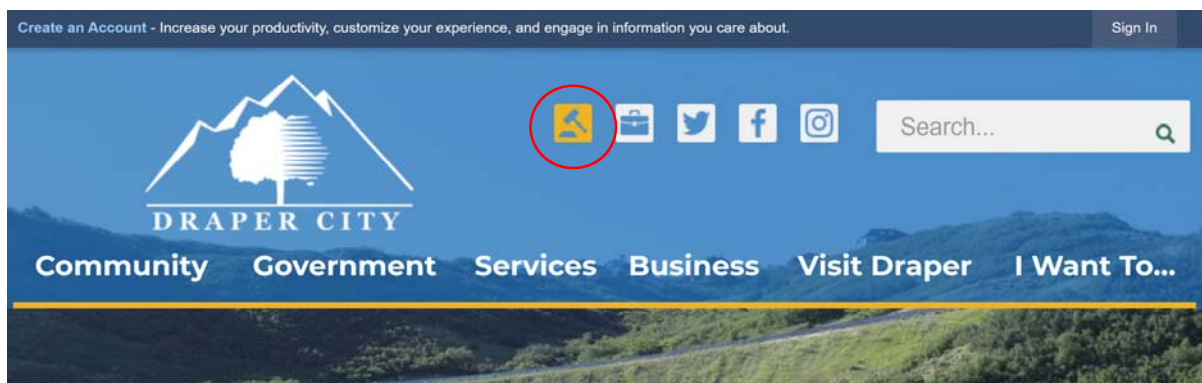 Create an Account - Increase your productivity, customize your experience, and engage in information you care about.
Sign In
Search...
DRAPER CITY
Community Government Services Business Visit Draper I Want To...